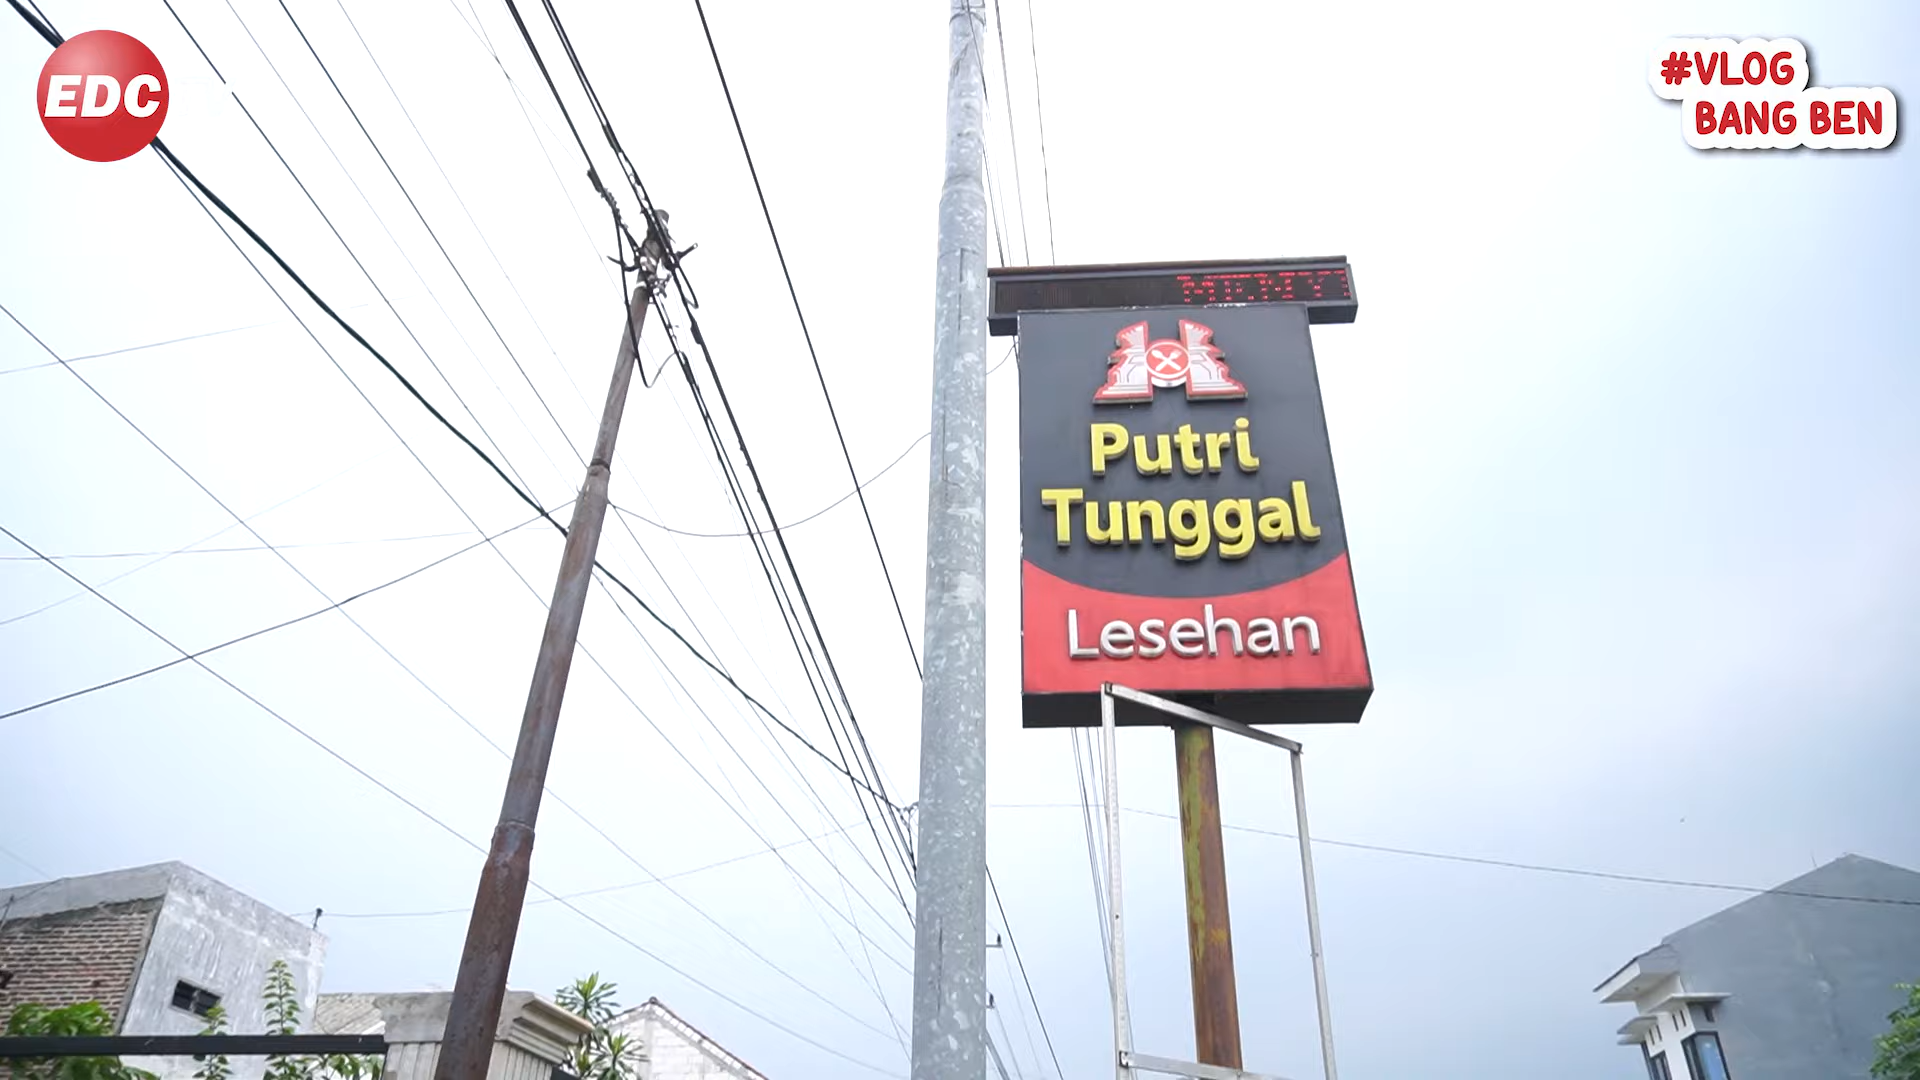 EDC
#VLOG
BANG BEN
Putri
Tunggal
Lesehan